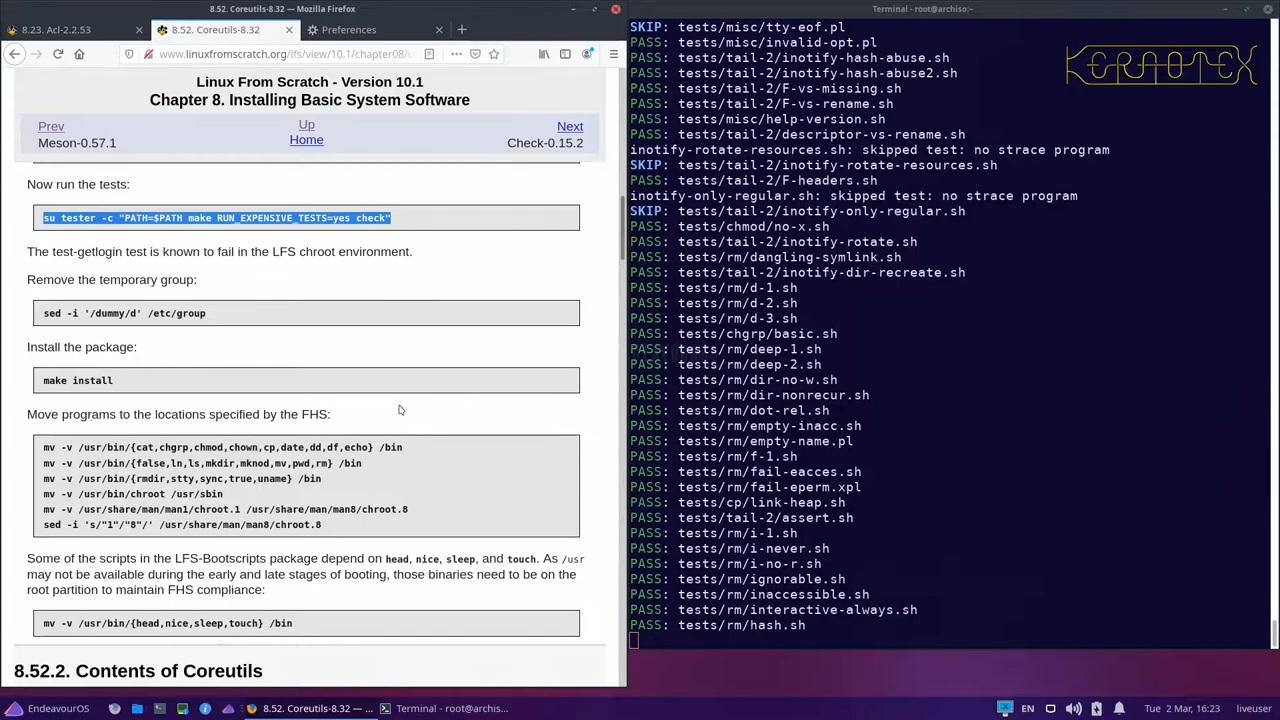 8.52. Coreutils-8.32 — Mozilla Firefox
8.23. Acl-2.2.53
8.52. Coreutils-8.32
Preferences
www.linuxfromscratch.org/lfs/view/10.1/chapter08/
Linux From Scratch - Version 10.1
Chapter 8. Installing Basic System Software
Prev
Up
Next
Meson-0.57.1
Home
Check-0.15.2
Now run the tests:
su tester -c "PATH=$PATH make RUN_EXPENSIVE_TESTS=yes check"
The test-getlogin test is known to fail in the LFS chroot environment.
Remove the temporary group:
sed -i '/dummy/d' /etc/group
Install the package:
make install
Move programs to the locations specified by the FHS:
mv -v /usr/bin/{cat,chgrp,chmod,chown,cp,date,dd,df,echo} /bin
mv -v /usr/bin/{false,ln,ls,mkdir,mknod,mv,pwd,rm} /bin
mv -v /usr/bin/{rmdir,stty,sync,true,uname} /bin
mv -v /usr/bin/chroot /usr/sbin
mv -v /usr/share/man/man1/chroot.1 /usr/share/man/man8/chroot.8
sed -i 's/"1"/"8"/' /usr/share/man/man8/chroot.8
Some of the scripts in the LFS-Bootscripts package depend on head, nice, sleep, and touch. As /usr
may not be available during the early and late stages of booting, those binaries need to be on the
root partition to maintain FHS compliance:
mv -v /usr/bin/{head,nice,sleep,touch} /bin
8.52.2. Contents of Coreutils
Terminal - root@archiso:~
SKIP: tests/misc/tty-eof.pl
PASS: tests/misc/invalid-opt.pl
PASS: tests/tail-2/inotify-hash-abuse.sh
PASS: tests/tail-2/inotify-hash-abuse2.sh
PASS: tests/tail-2/F-vs-missing.sh
PASS: tests/tail-2/F-vs-rename.sh
PASS: tests/misc/help-version.sh
PASS: tests/tail-2/descriptor-vs-rename.sh
inotify-rotate-resources.sh: skipped test: no strace program
SKIP: tests/tail-2/inotify-rotate-resources.sh
PASS: tests/tail-2/F-headers.sh
inotify-only-regular.sh: skipped test: no strace program
SKIP: tests/tail-2/inotify-only-regular.sh
PASS: tests/chmod/no-x.sh
PASS: tests/tail-2/inotify-rotate.sh
PASS: tests/rm/dangling-symlink.sh
PASS: tests/tail-2/inotify-dir-recreate.sh
PASS: tests/rm/d-1.sh
PASS: tests/rm/d-2.sh
PASS: tests/rm/d-3.sh
PASS: tests/chgrp/basic.sh
PASS: tests/rm/deep-1.sh
PASS: tests/rm/deep-2.sh
PASS: tests/rm/dir-no-w.sh
PASS: tests/rm/dir-nonrecur.sh
PASS: tests/rm/dot-rel.sh
PASS: tests/rm/empty-inacc.sh
PASS: tests/rm/empty-name.pl
PASS: tests/rm/f-1.sh
PASS: tests/rm/fail-eacces.sh
PASS: tests/rm/fail-eperm.xpl
PASS: tests/cp/link-heap.sh
PASS: tests/tail-2/assert.sh
PASS: tests/rm/i-1.sh
PASS: tests/rm/i-never.sh
PASS: tests/rm/i-no-r.sh
PASS: tests/rm/ignorable.sh
PASS: tests/rm/inaccessible.sh
PASS: tests/rm/interactive-always.sh
PASS: tests/rm/hash.sh
EndeavourOS
8.52. Coreutils-8.32 — ...
Terminal - root@archis...
EN
Tue 2 Mar, 16:23
liveuser